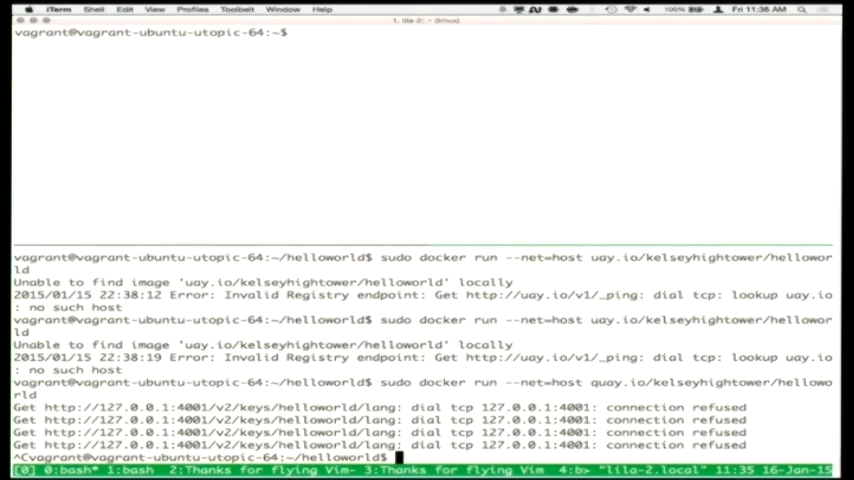 iTerm Shell Edit View Profiles Toolbelt Window Help 100% Fri 11:36 AM
1. lila-2: ~ (tmux)
vagrant@vagrant-ubuntu-utopic-64:~$
vagrant@vagrant-ubuntu-utopic-64:~/helloworld$ sudo docker run --net=host uay.io/kelseyhightower/hellowor
ld
Unable to find image 'uay.io/kelseyhightower/helloworld' locally
2015/01/15 22:38:12 Error: Invalid Registry endpoint: Get http://uay.io/v1/_ping: dial tcp: lookup uay.io
: no such host
vagrant@vagrant-ubuntu-utopic-64:~/helloworld$ sudo docker run --net=host uay.io/kelseyhightower/hellowor
ld
Unable to find image 'uay.io/kelseyhightower/helloworld' locally
2015/01/15 22:38:19 Error: Invalid Registry endpoint: Get http://uay.io/v1/_ping: dial tcp: lookup uay.io
: no such host
vagrant@vagrant-ubuntu-utopic-64:~/helloworld$ sudo docker run --net=host quay.io/kelseyhightower/hellowo
rld
Get http://127.0.0.1:4001/v2/keys/helloworld/lang: dial tcp 127.0.0.1:4001: connection refused
Get http://127.0.0.1:4001/v2/keys/helloworld/lang: dial tcp 127.0.0.1:4001: connection refused
Get http://127.0.0.1:4001/v2/keys/helloworld/lang: dial tcp 127.0.0.1:4001: connection refused
Get http://127.0.0.1:4001/v2/keys/helloworld/lang: dial tcp 127.0.0.1:4001: connection refused
^Cvagrant@vagrant-ubuntu-utopic-64:~/helloworld$
[0] 0:bash* 1:bash 2:Thanks for flying Vim- 3:Thanks for flying Vim 4:b> "lila-2.local" 11:35 16-Jan-15